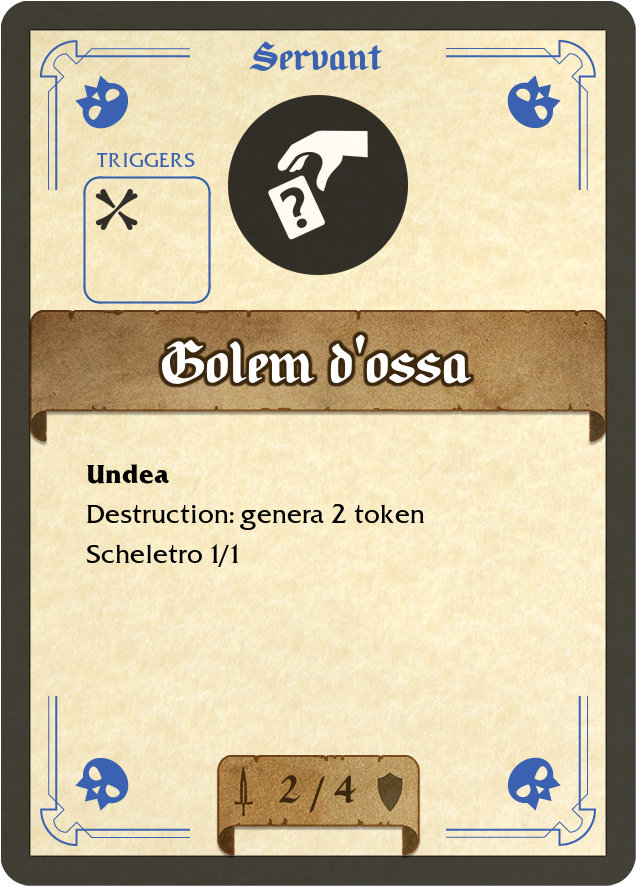 Servant
TRIGGERS
?
Golem d'ossa
Undea
Destruction: genera 2 token
Scheletro 1/1
2 / 4